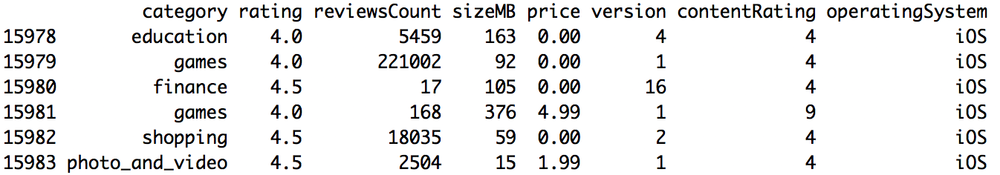 category rating reviewsCount sizeMB price version contentRating operatingSystem
15978 education 4.0 5459 163 0.00 4 4 iOS
15979 games 4.0 221002 92 0.00 1 4 iOS
15980 finance 4.5 17 105 0.00 16 4 iOS
15981 games 4.0 168 376 4.99 1 9 iOS
15982 shopping 4.5 18035 59 0.00 2 4 iOS
15983 photo_and_video 4.5 2504 15 1.99 1 4 iOS